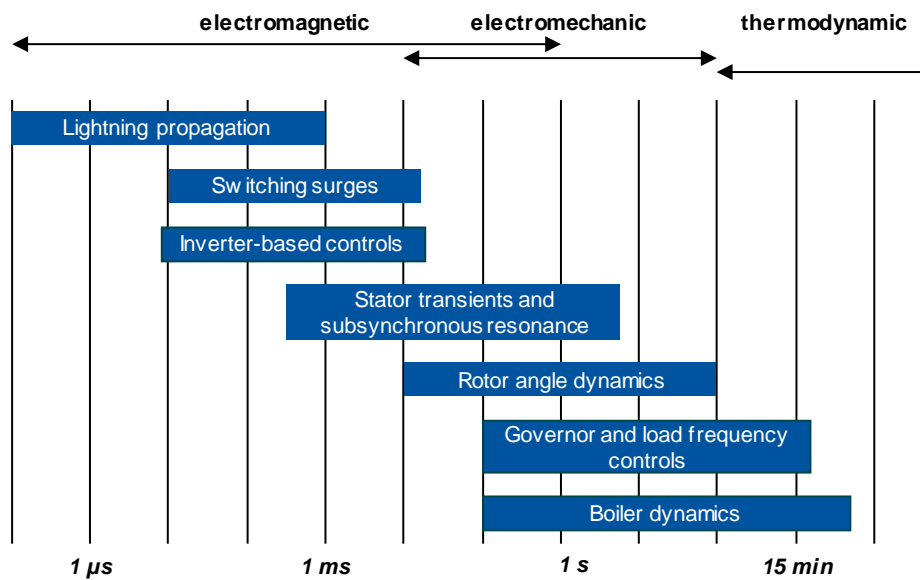 electromagnetic electromechanic thermodynamic
Lightning propagation
Switching surges
Inverter-based controls
Stator transients and
subsynchronous resonance
Rotor angle dynamics
Governor and load frequency
controls
Boiler dynamics
1 µs 1 ms 1 s 15 min